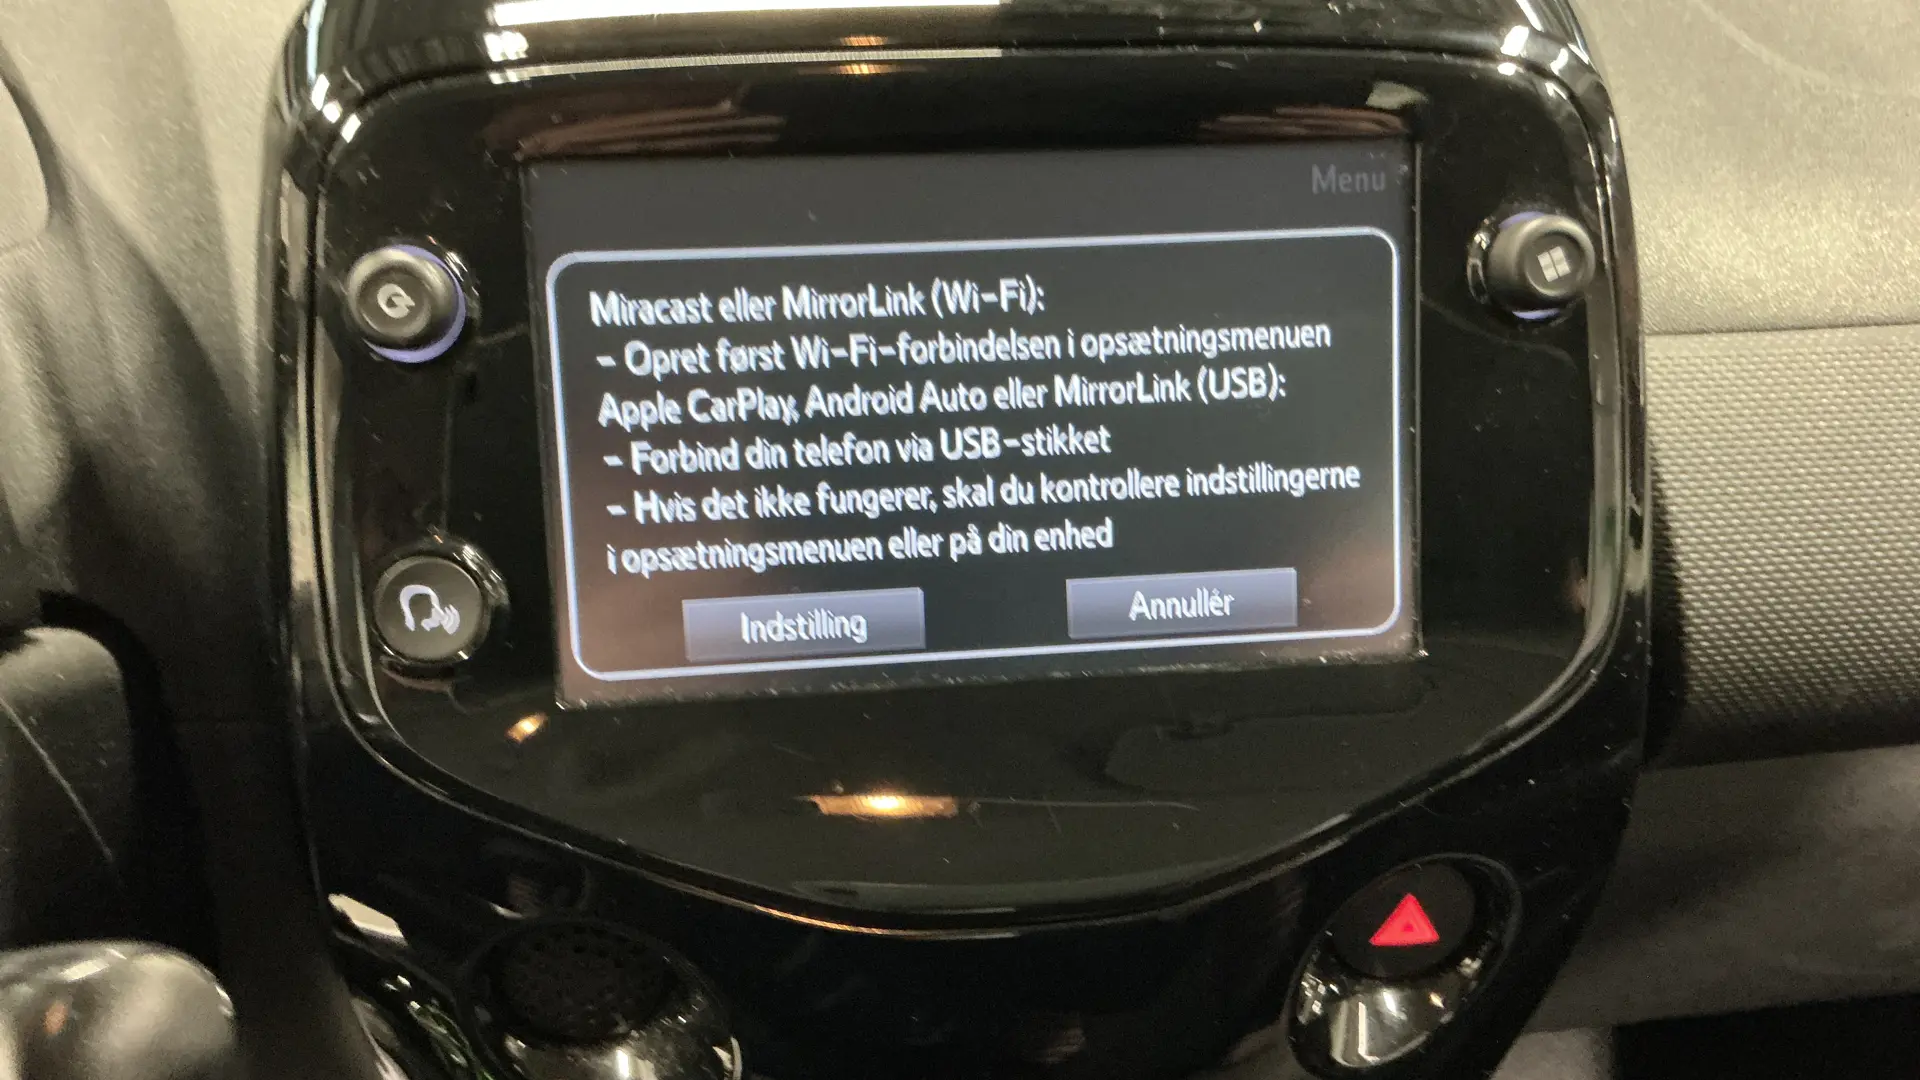 Menu
Miracast eller MirrorLink (Wi-Fi):
- Opret først Wi-Fi-forbindelsen i opsætningsmenuen
Apple CarPlay, Android Auto eller MirrorLink (USB):
- Forbind din telefon via USB-stikket
- Hvis det ikke fungerer, skal du kontrollere indstillingerne
i opsætningsmenuen eller på din enhed
Indstilling
Annullér